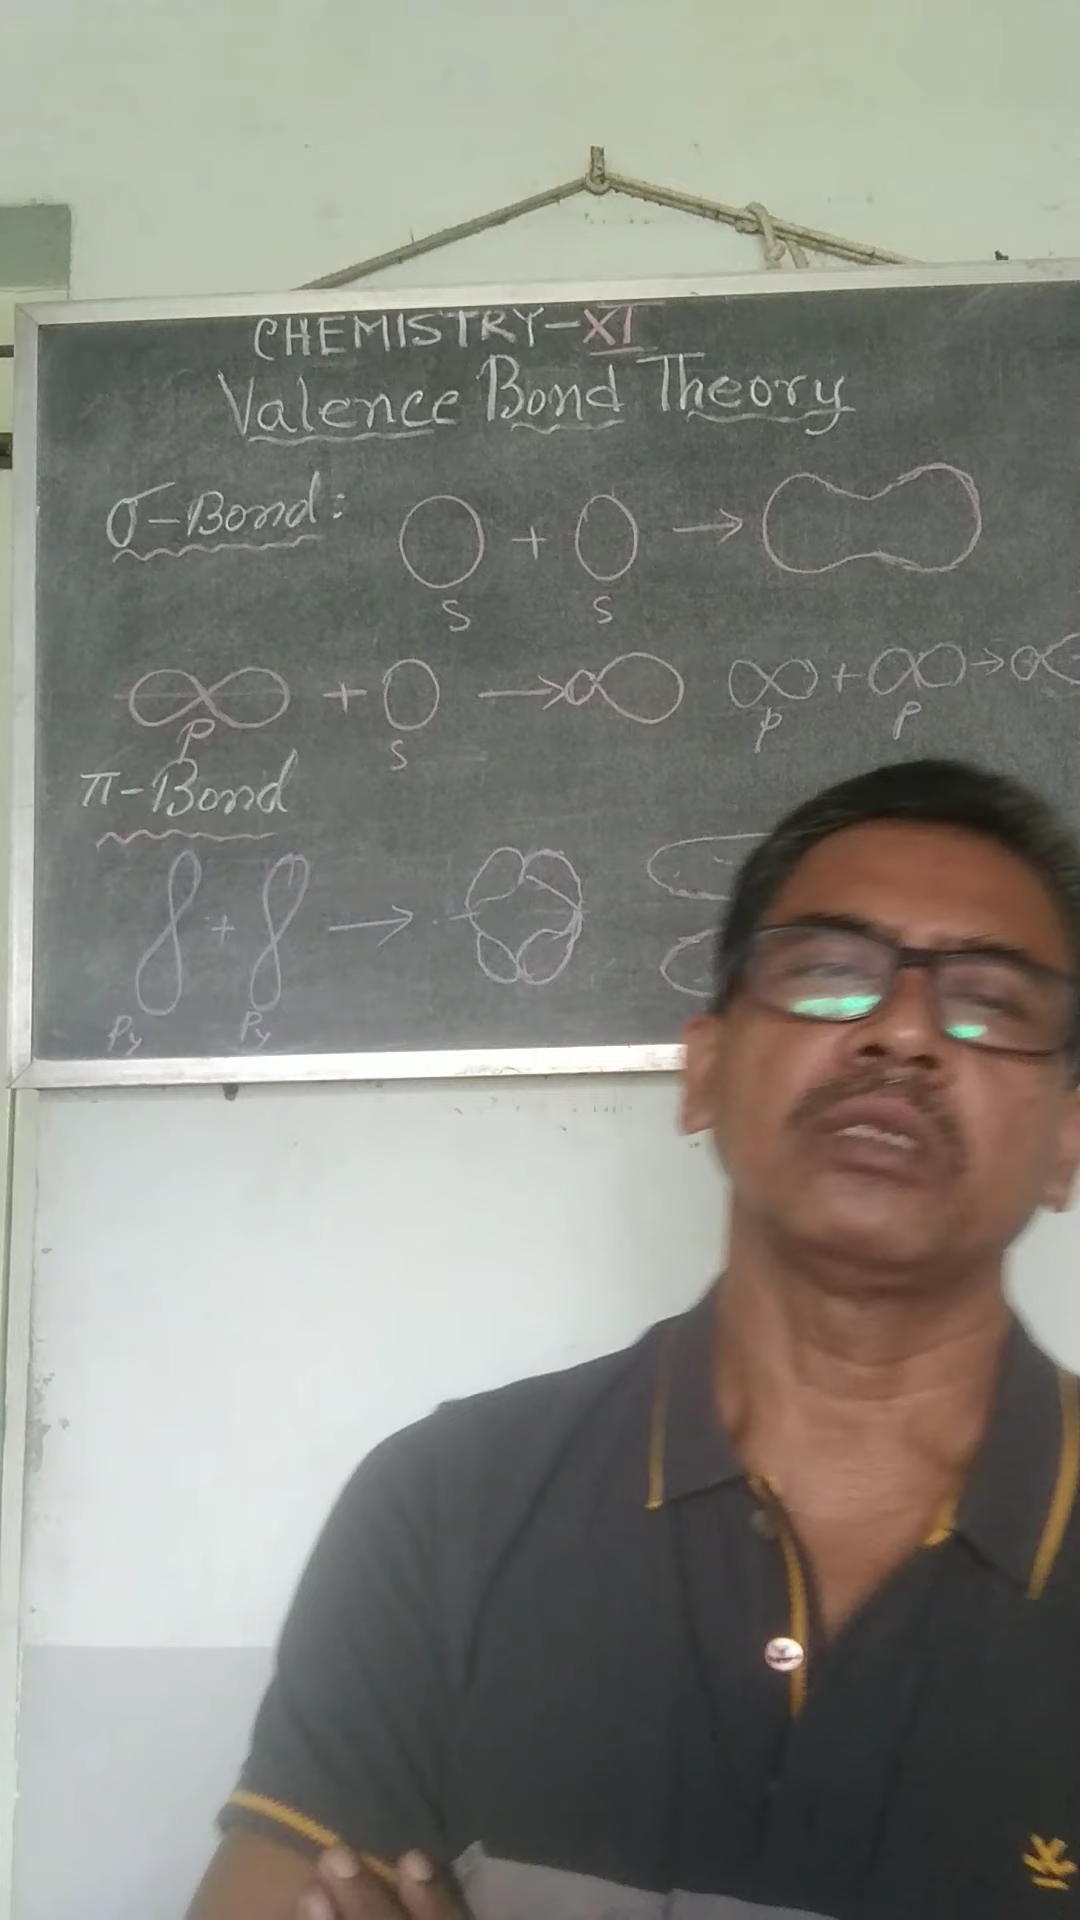 CHEMISTRY-XI
Valence Bond Theory
σ-Bond: + →
S S
+ → + →
P S P P
π-Bond
+ →
Py Py